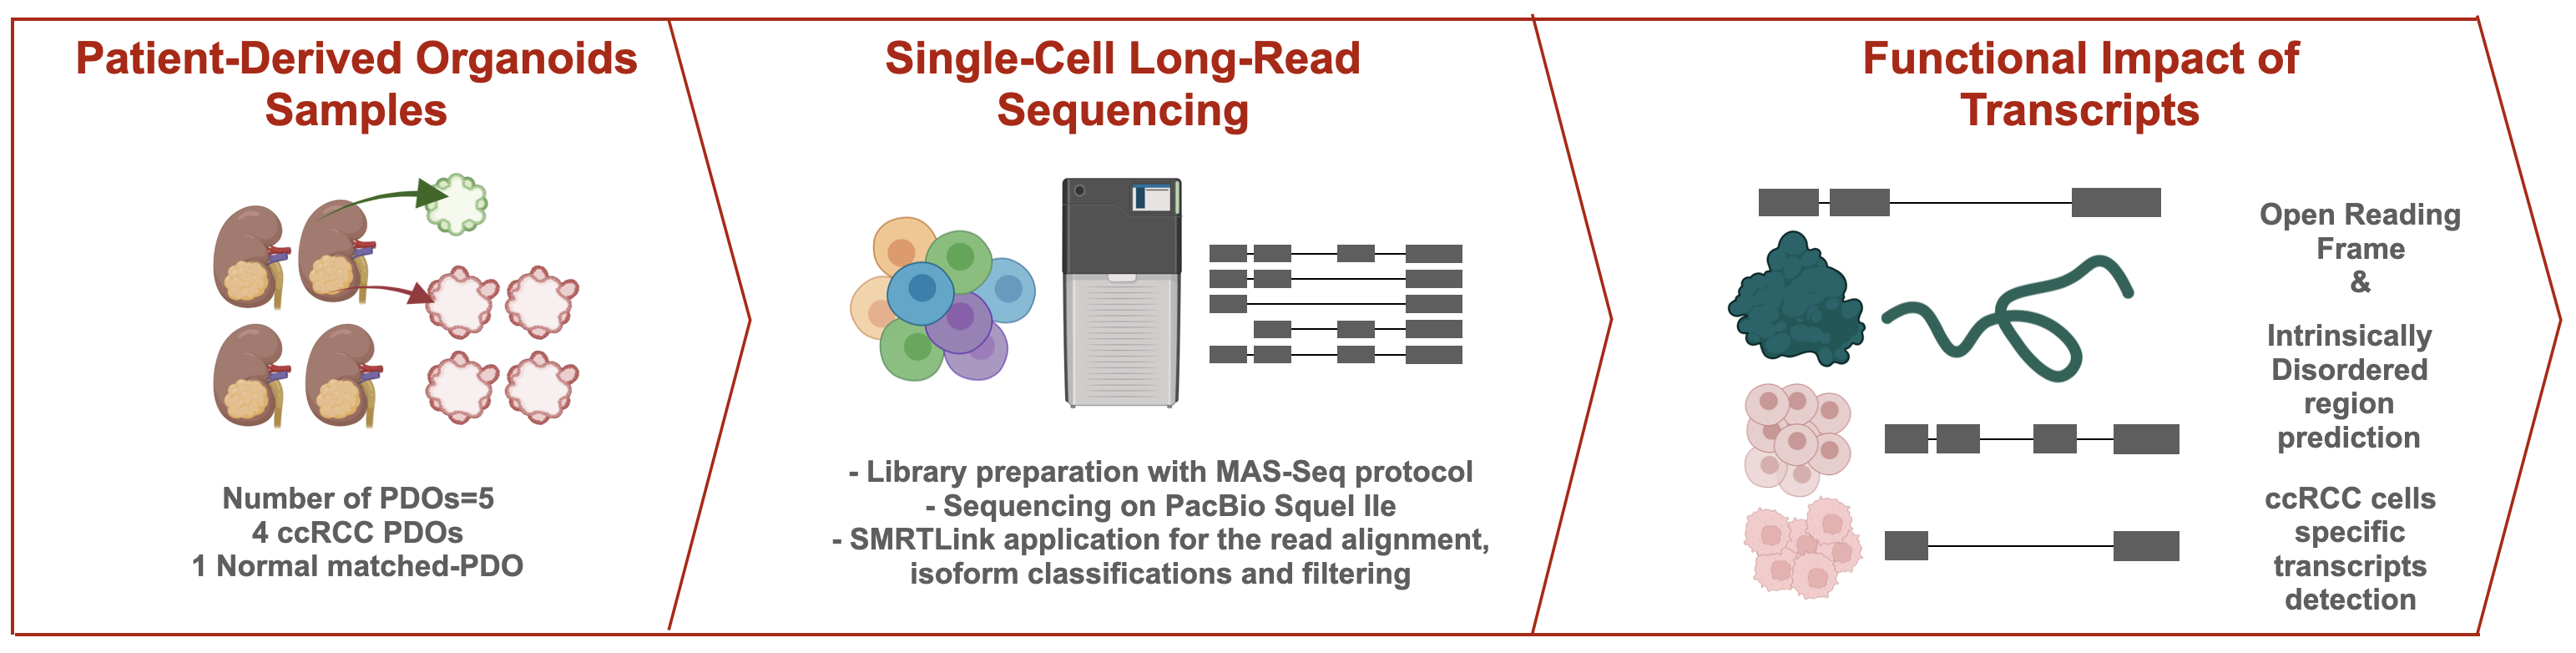 Patient-Derived Organoids
Samples
Number of PDOs=5
4 ccRCC PDOs
1 Normal matched-PDO
Single-Cell Long-Read
Sequencing
- Library preparation with MAS-Seq protocol
- Sequencing on PacBio Squel IIe
- SMRTLink application for the read alignment,
isoform classifications and filtering
Functional Impact of
Transcripts
Open Reading
Frame
&
Intrinsically
Disordered
region
prediction
ccRCC cells
specific
transcripts
detection